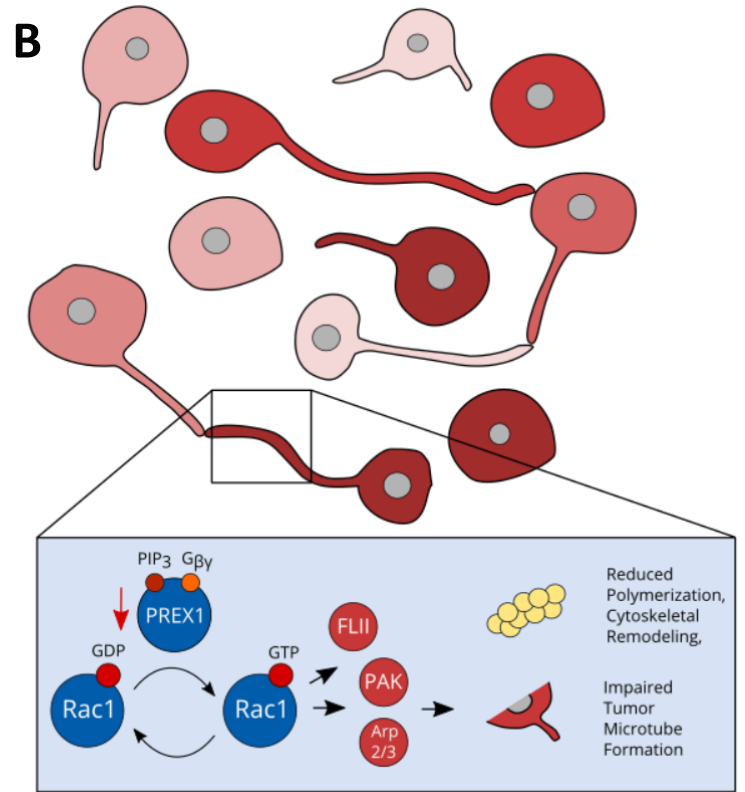 B
PIP3 Gβγ
PREX1
GDP
Rac1
GTP
Rac1
FLII
PAK
Arp
2/3
Reduced
Polymerization,
Cytoskeletal
Remodeling,
Impaired
Tumor
Microtube
Formation